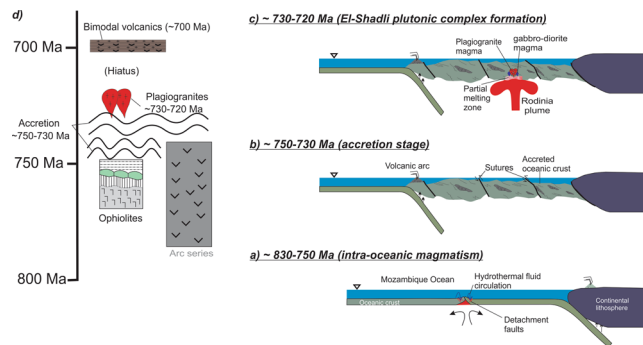 d)
Bimodal volcanics (~700 Ma)
700 Ma
(Hiatus)
Plagiogranites
~730-720 Ma
Accretion
~750-730 Ma
750 Ma
Ophiolites
Arc series
800 Ma
c) ~ 730-720 Ma (El-Shadli plutonic complex formation)
Plagiogranite
magma
gabbro-diorite
magma
Partial
melting
zone
Rodinia
plume
b) ~ 750-730 Ma (accretion stage)
Volcanic arc
Sutures
Accreted
oceanic crust
a) ~ 830-750 Ma (intra-oceanic magmatism)
Mozambique Ocean
Hydrothermal fluid
circulation
Oceanic crust
Continental
lithosphere
Detachment
faults